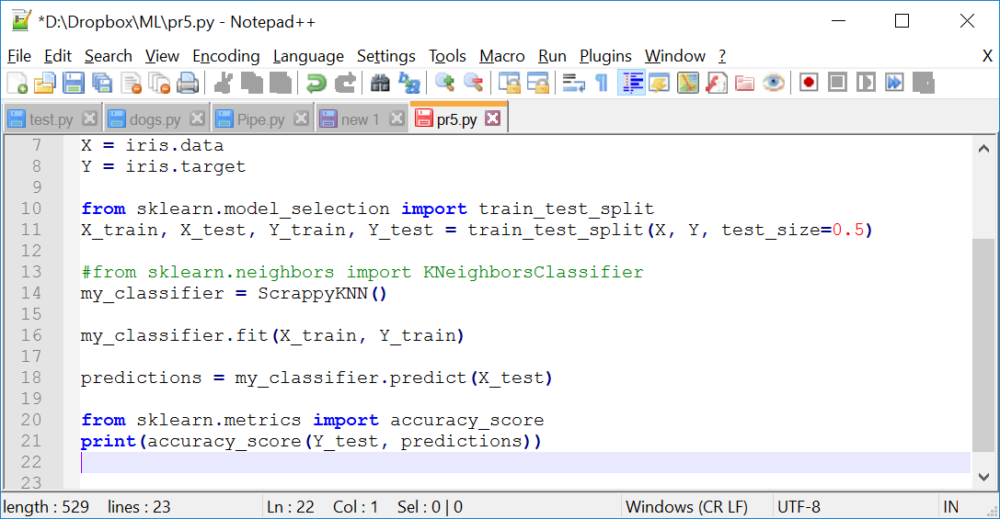 *D:\Dropbox\ML\pr5.py - Notepad++
File Edit Search View Encoding Language Settings Tools Macro Run Plugins Window ? X
test.py dogs.py Pipe.py new 1 pr5.py
7 X = iris.data
8 Y = iris.target
9
10 from sklearn.model_selection import train_test_split
11 X_train, X_test, Y_train, Y_test = train_test_split(X, Y, test_size=0.5)
12
13 #from sklearn.neighbors import KNeighborsClassifier
14 my_classifier = ScrappyKNN()
15
16 my_classifier.fit(X_train, Y_train)
17
18 predictions = my_classifier.predict(X_test)
19
20 from sklearn.metrics import accuracy_score
21 print(accuracy_score(Y_test, predictions))
22
23
length : 529 lines : 23 Ln : 22 Col : 1 Sel : 0 | 0 Windows (CR LF) UTF-8 IN